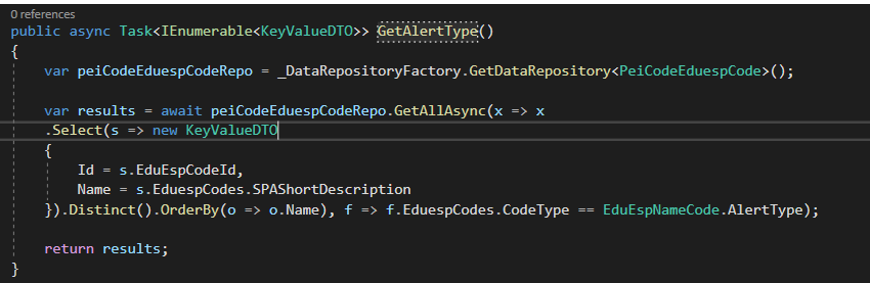 0 references
public async Task<IEnumerable<KeyValueDTO>> GetAlertType()
{
var peiCodeEduespCodeRepo = _DataRepositoryFactory.GetDataRepository<PeiCodeEduespCode>();
var results = await peiCodeEduespCodeRepo.GetAllAsync(x => x
.Select(s => new KeyValueDTO
{
Id = s.EduEspCodeId,
Name = s.EduespCodes.SPAShortDescription
}).Distinct().OrderBy(o => o.Name), f => f.EduespCodes.CodeType == EduEspNameCode.AlertType);
return results;
}